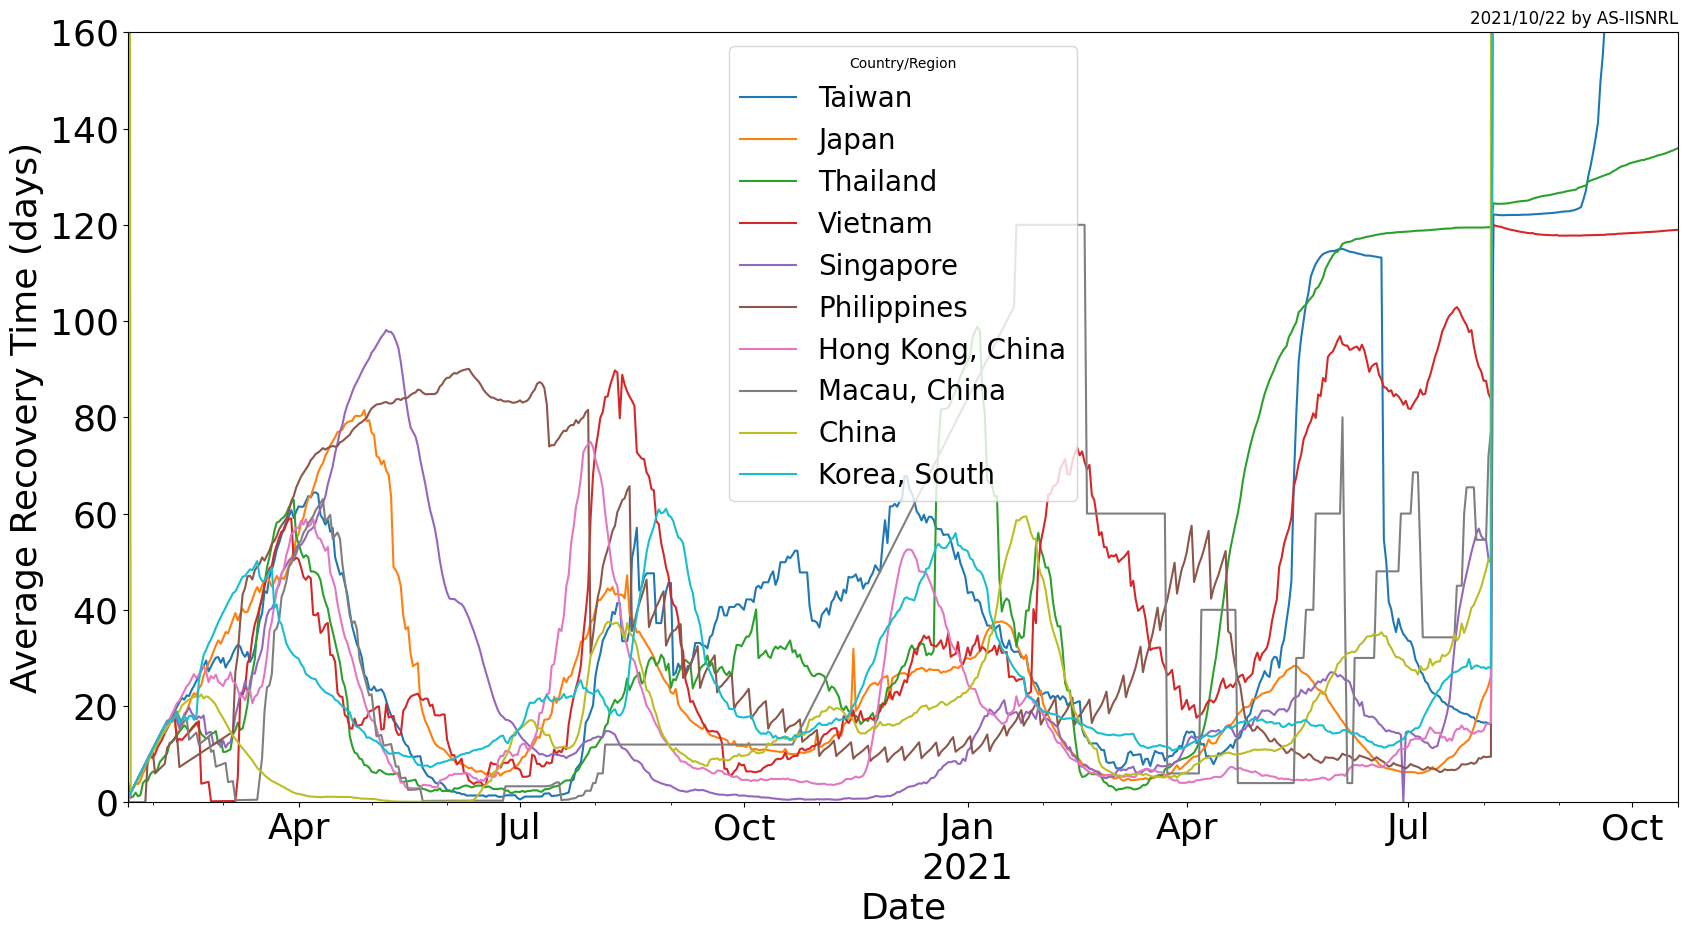 2021/10/22 by AS-IISNRL
Average Recovery Time (days)
160
140
120
100
80
60
40
20
0
Country/Region
Taiwan
Japan
Thailand
Vietnam
Singapore
Philippines
Hong Kong, China
Macau, China
China
Korea, South
Apr
Jul
Oct
Jan
2021
Apr
Jul
Oct
Date